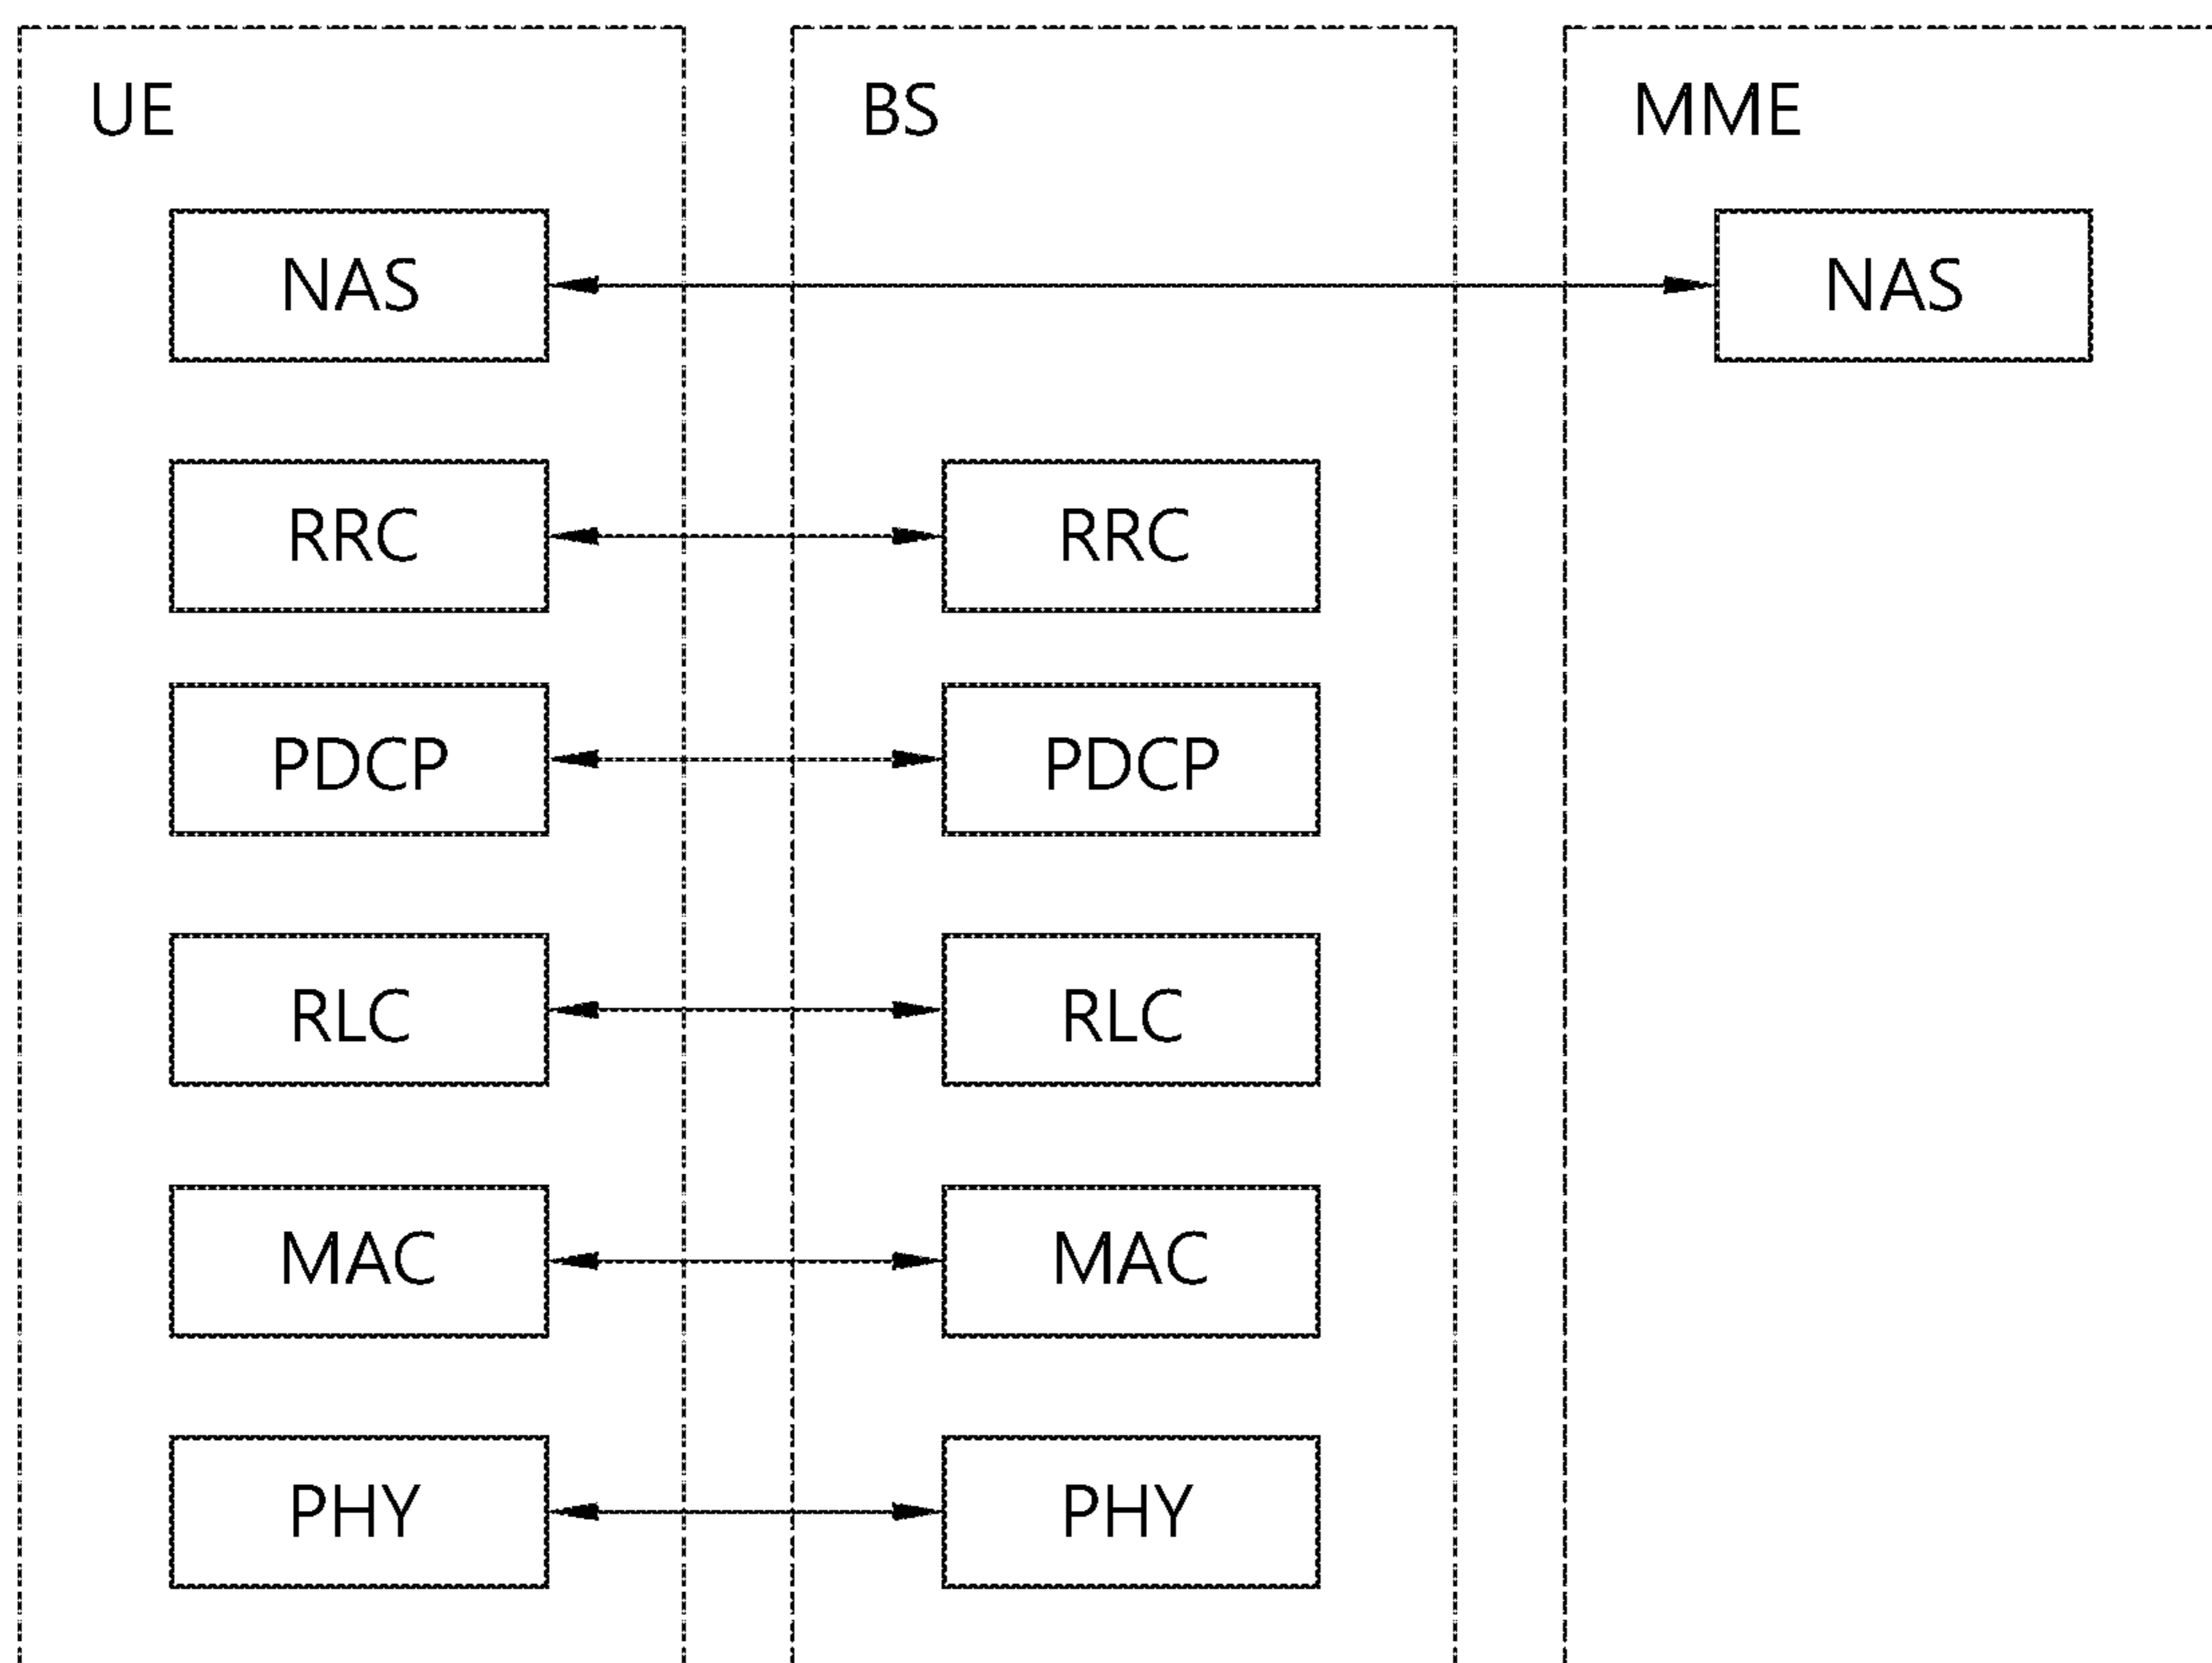 UE BS MME
NAS NAS
RRC RRC
PDCP PDCP
RLC RLC
MAC MAC
PHY PHY